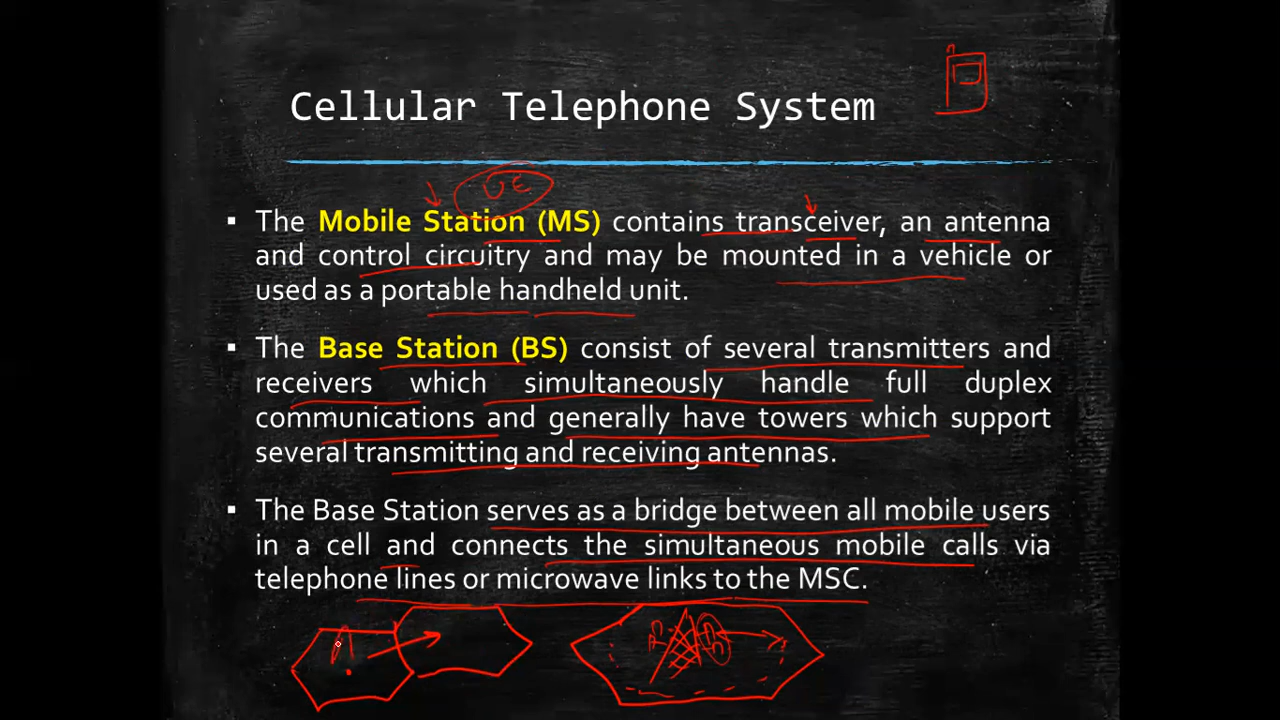 Cellular Telephone System
UE
▪ The Mobile Station (MS) contains transceiver, an antenna
and control circuitry and may be mounted in a vehicle or
used as a portable handheld unit.
▪ The Base Station (BS) consist of several transmitters and
receivers which simultaneously handle full duplex
communications and generally have towers which support
several transmitting and receiving antennas.
▪ The Base Station serves as a bridge between all mobile users
in a cell and connects the simultaneous mobile calls via
telephone lines or microwave links to the MSC.